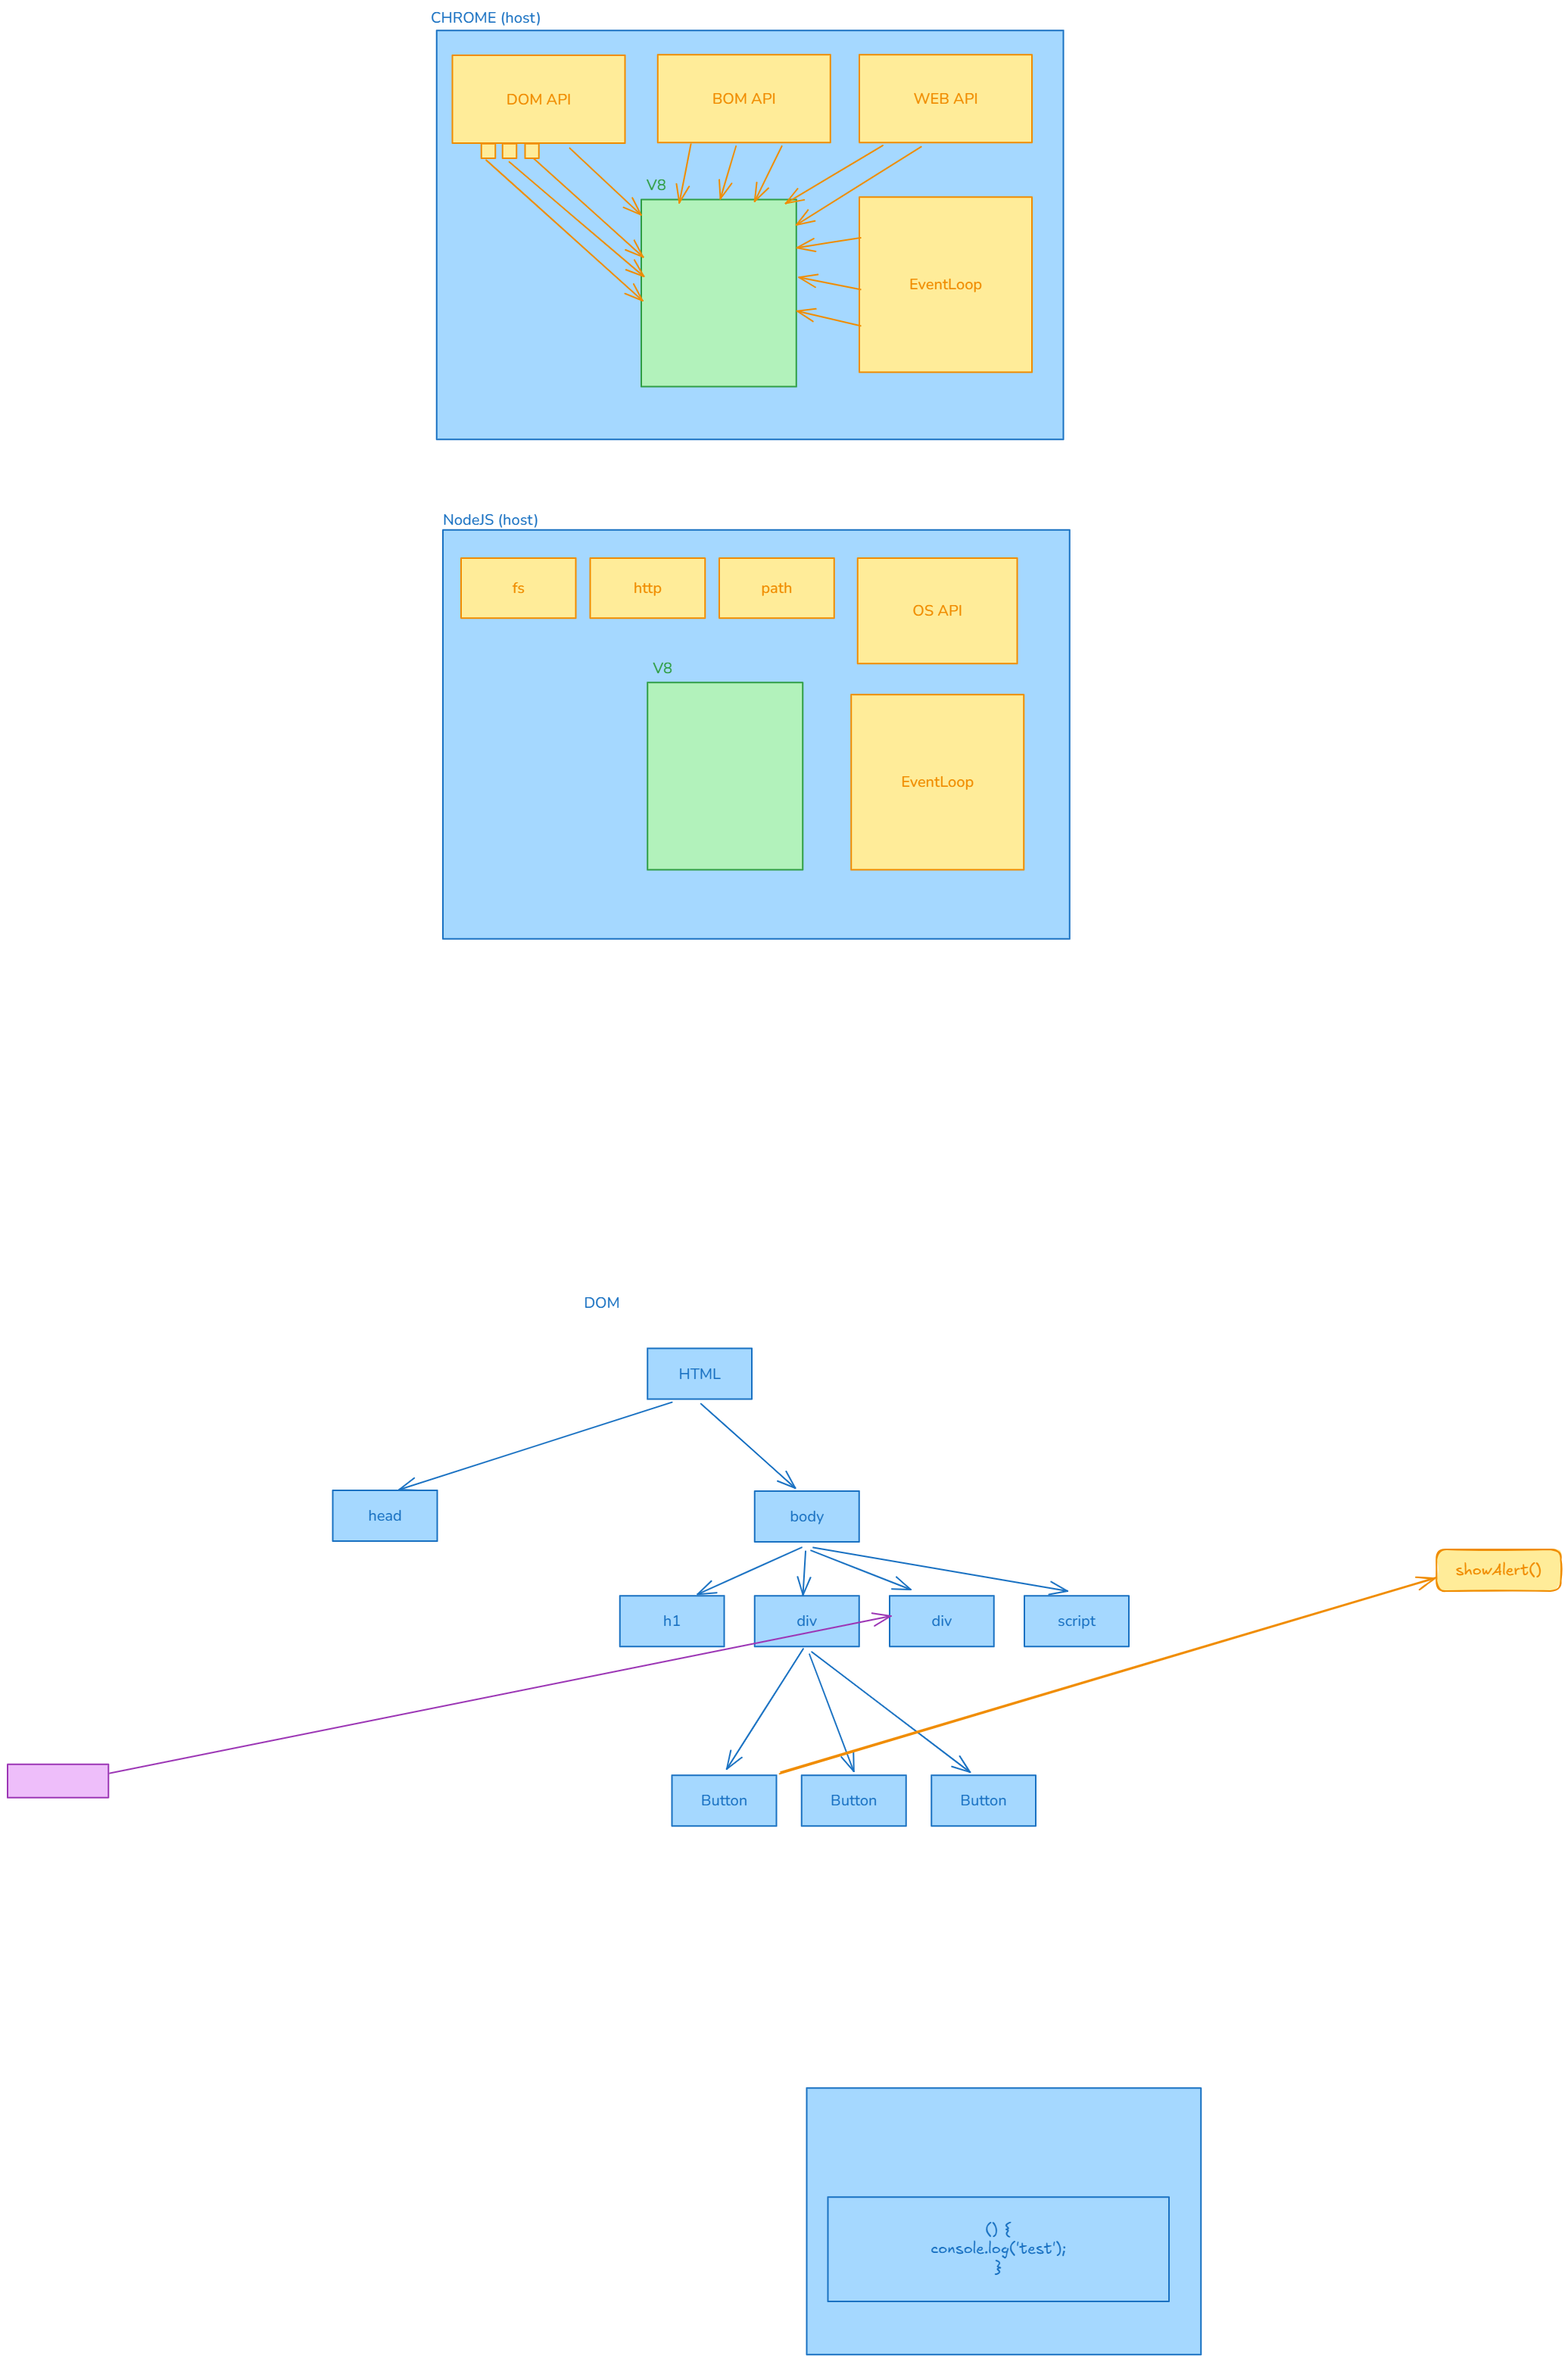 CHROME (host)
DOM API
BOM API
WEB API
V8
EventLoop
NodeJS (host)
fs
http
path
OS API
V8
EventLoop
DOM
HTML
head
body
showAlert()
h1
div
div
script
Button
Button
Button
() {
console.log('test');
}